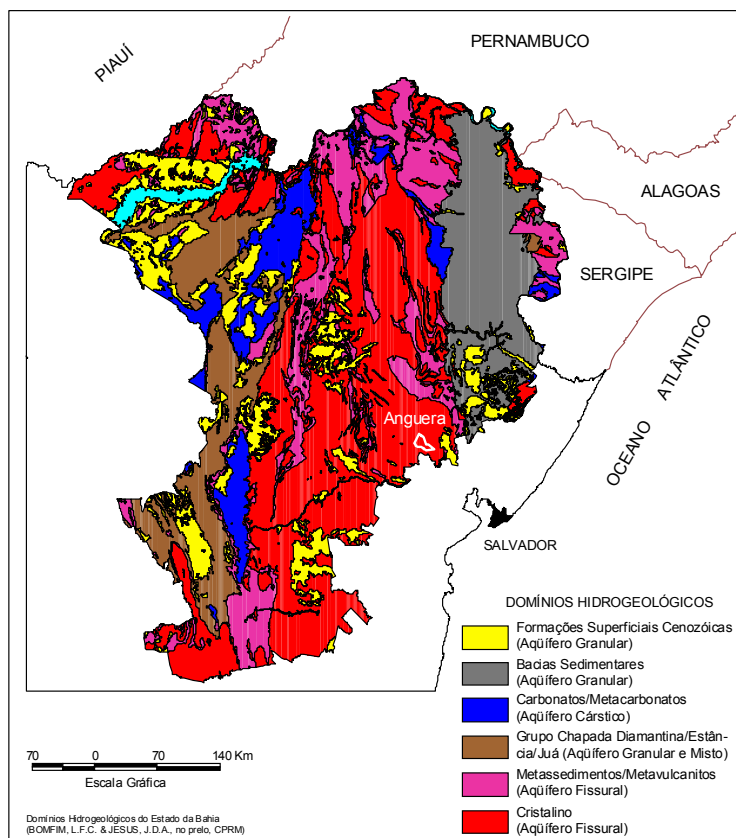 PIAUÍ
PERNAMBUCO
ALAGOAS
SERGIPE
OCEANO ATLÂNTICO
Anguera
SALVADOR
DOMÍNIOS HIDROGEOLÓGICOS
Formações Superficiais Cenozóicas
(Aqüífero Granular)
Bacias Sedimentares
(Aqüífero Granular)
Carbonatos/Metacarbonatos
(Aqüífero Cárstico)
Grupo Chapada Diamantina/Estân-
cia/Juá (Aqüífero Granular e Misto)
Metassedimentos/Metavulcanitos
(Aqüífero Fissural)
Cristalino
(Aqüífero Fissural)
70 0 70 140 Km
Escala Gráfica
Domínios Hidrogeológicos do Estado da Bahia
(BOMFIM, L.F.C. & JESUS, J.D.A., no prelo, CPRM)